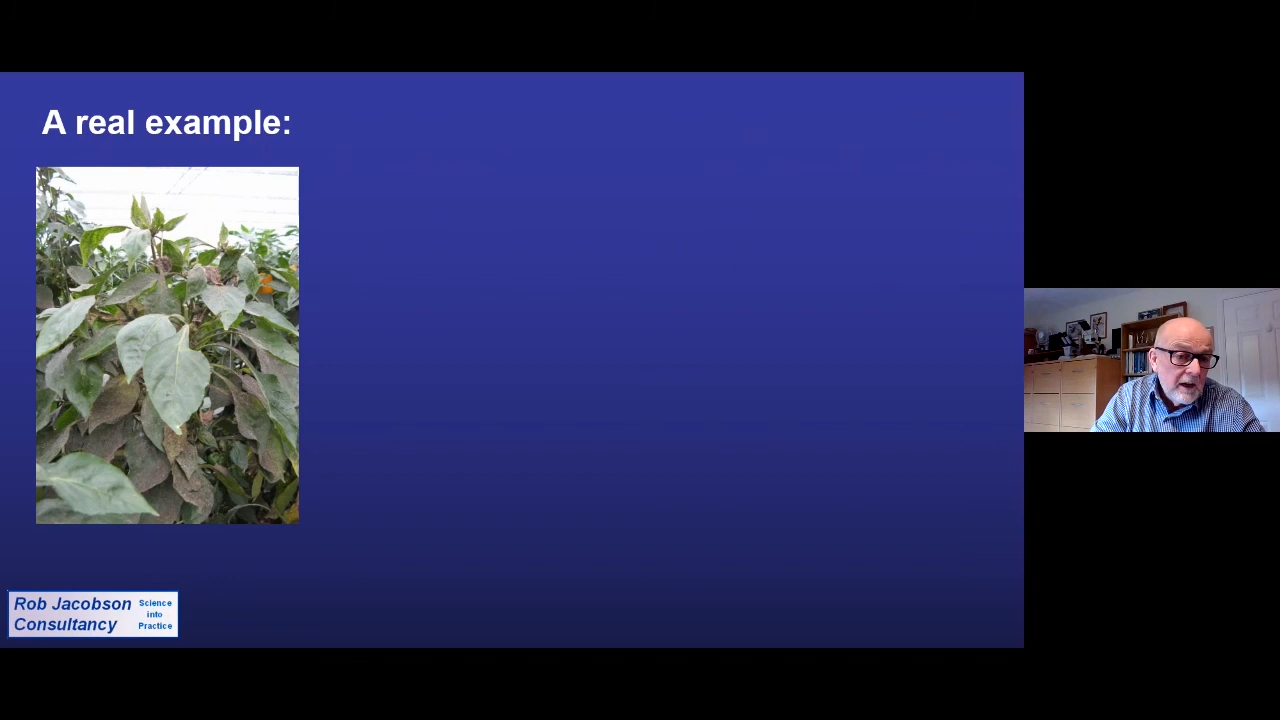 A real example:
Rob Jacobson
Consultancy
Science
into
Practice